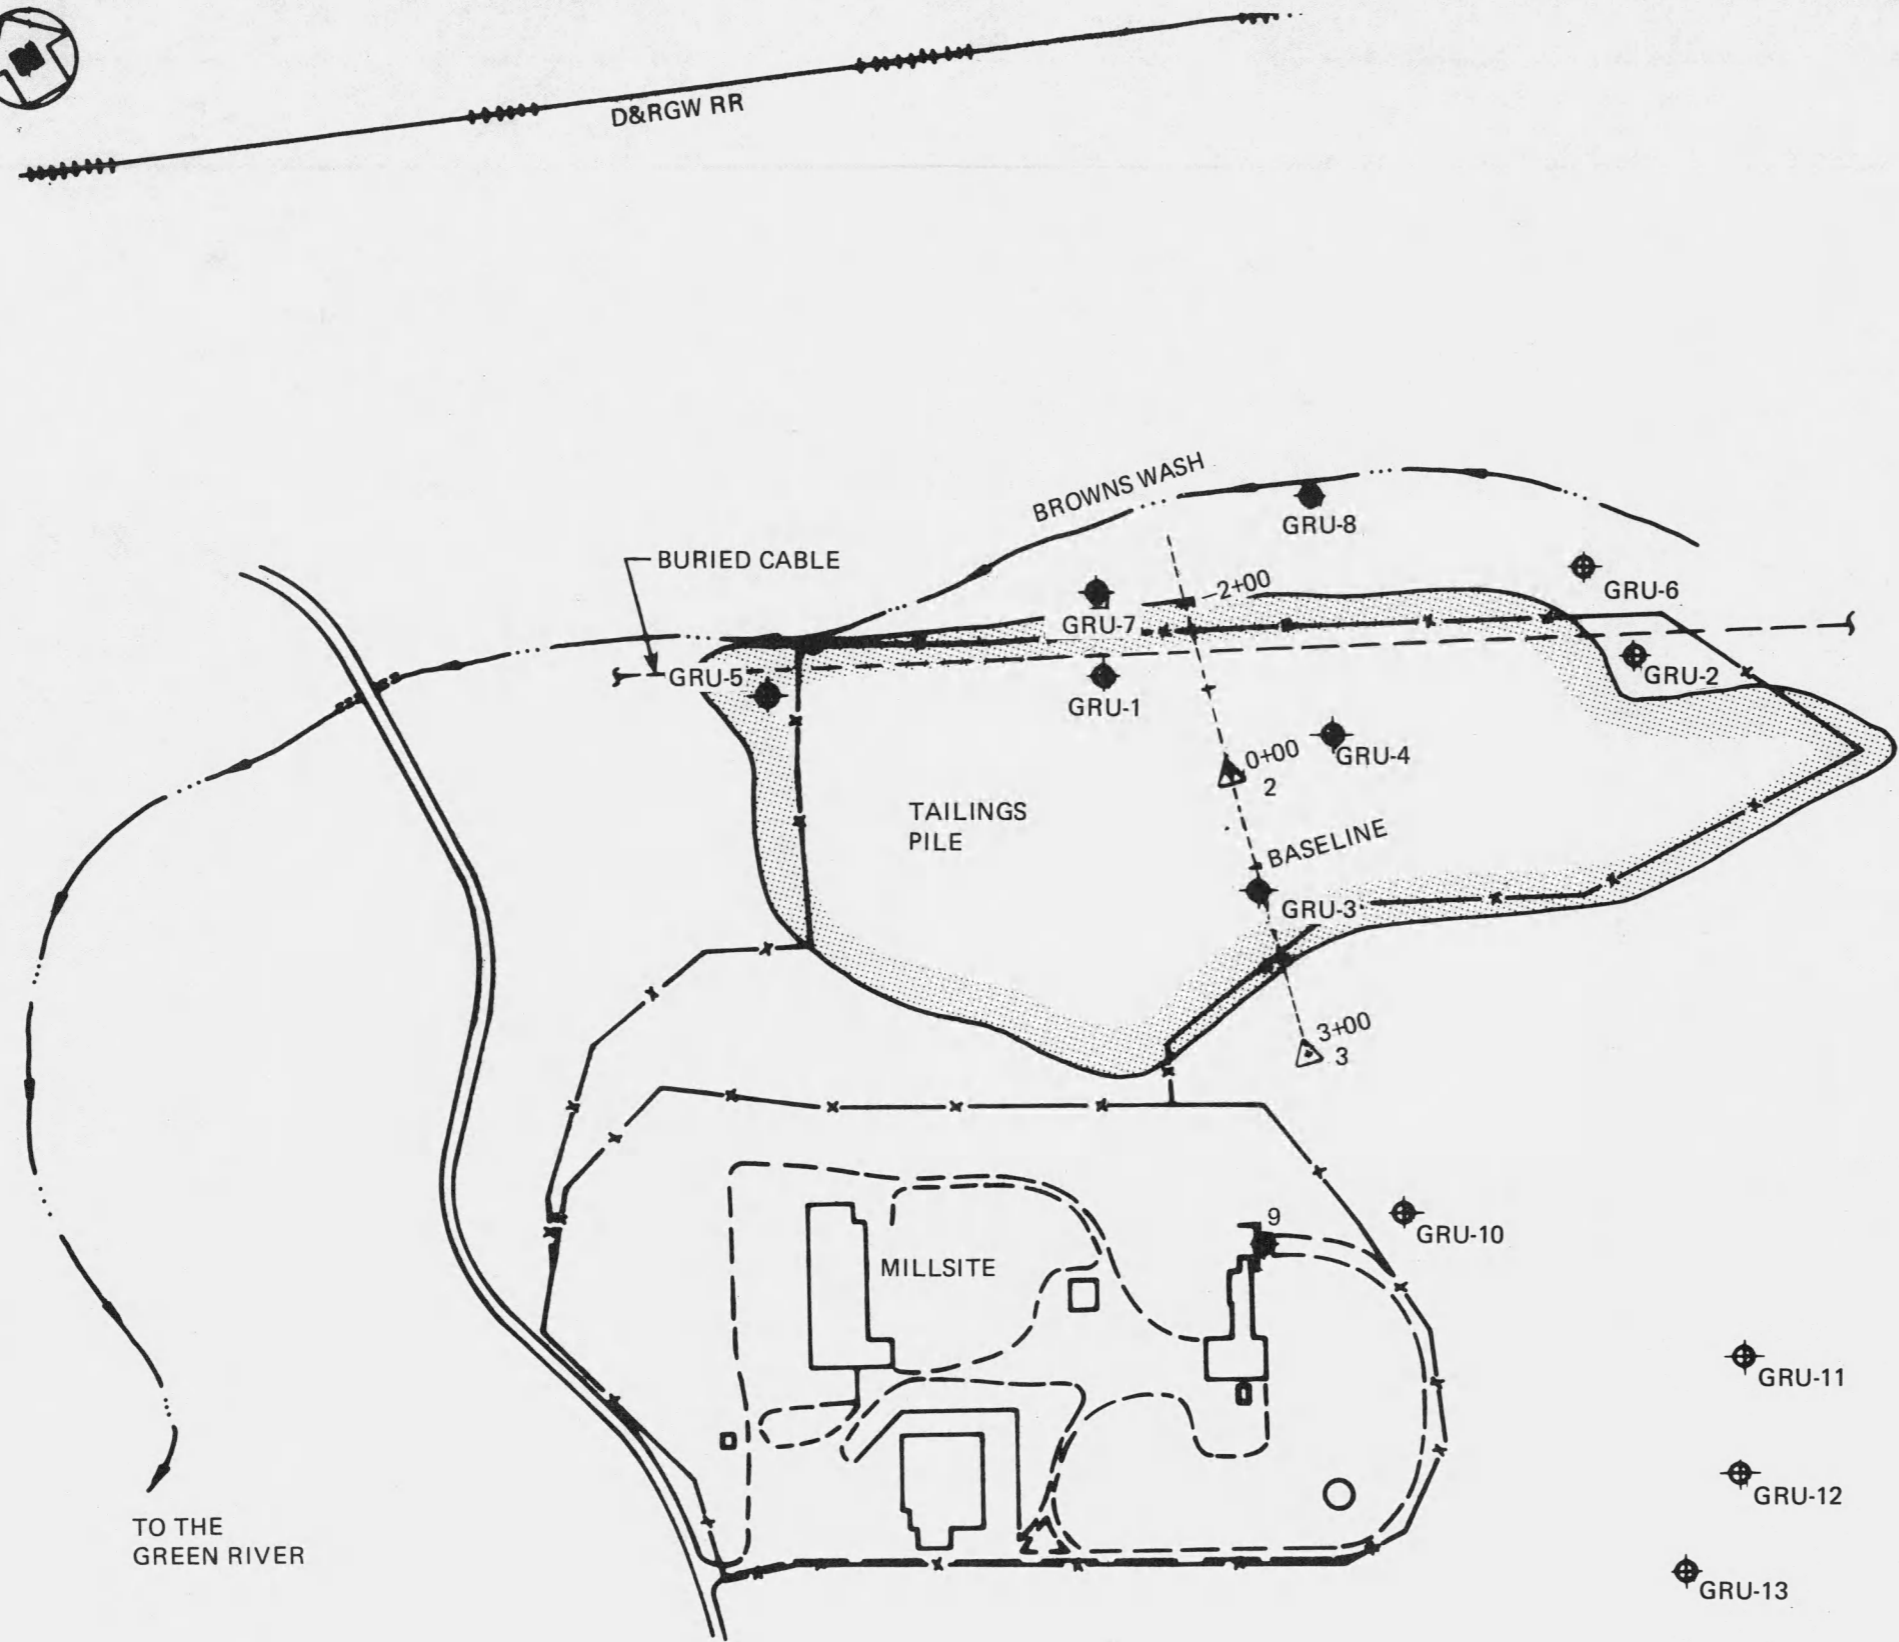 D&RGW RR
BROWNS WASH
GRU-8
BURIED CABLE
-2+00
GRU-6
GRU-7
GRU-5
GRU-2
GRU-1
0+00
2
GRU-4
TAILINGS
PILE
BASELINE
GRU-3
3+00
3
9
GRU-10
MILLSITE
GRU-11
GRU-12
TO THE
GREEN RIVER
GRU-13